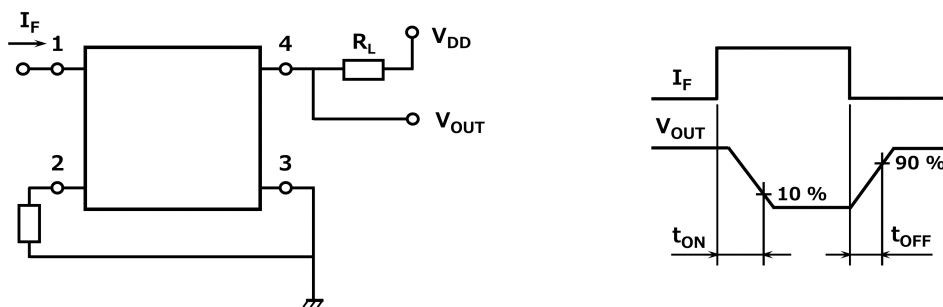 I_F
1
4
R_L
V_DD
V_OUT
2
3
I_F
V_OUT
10 %
90 %
t_ON
t_OFF